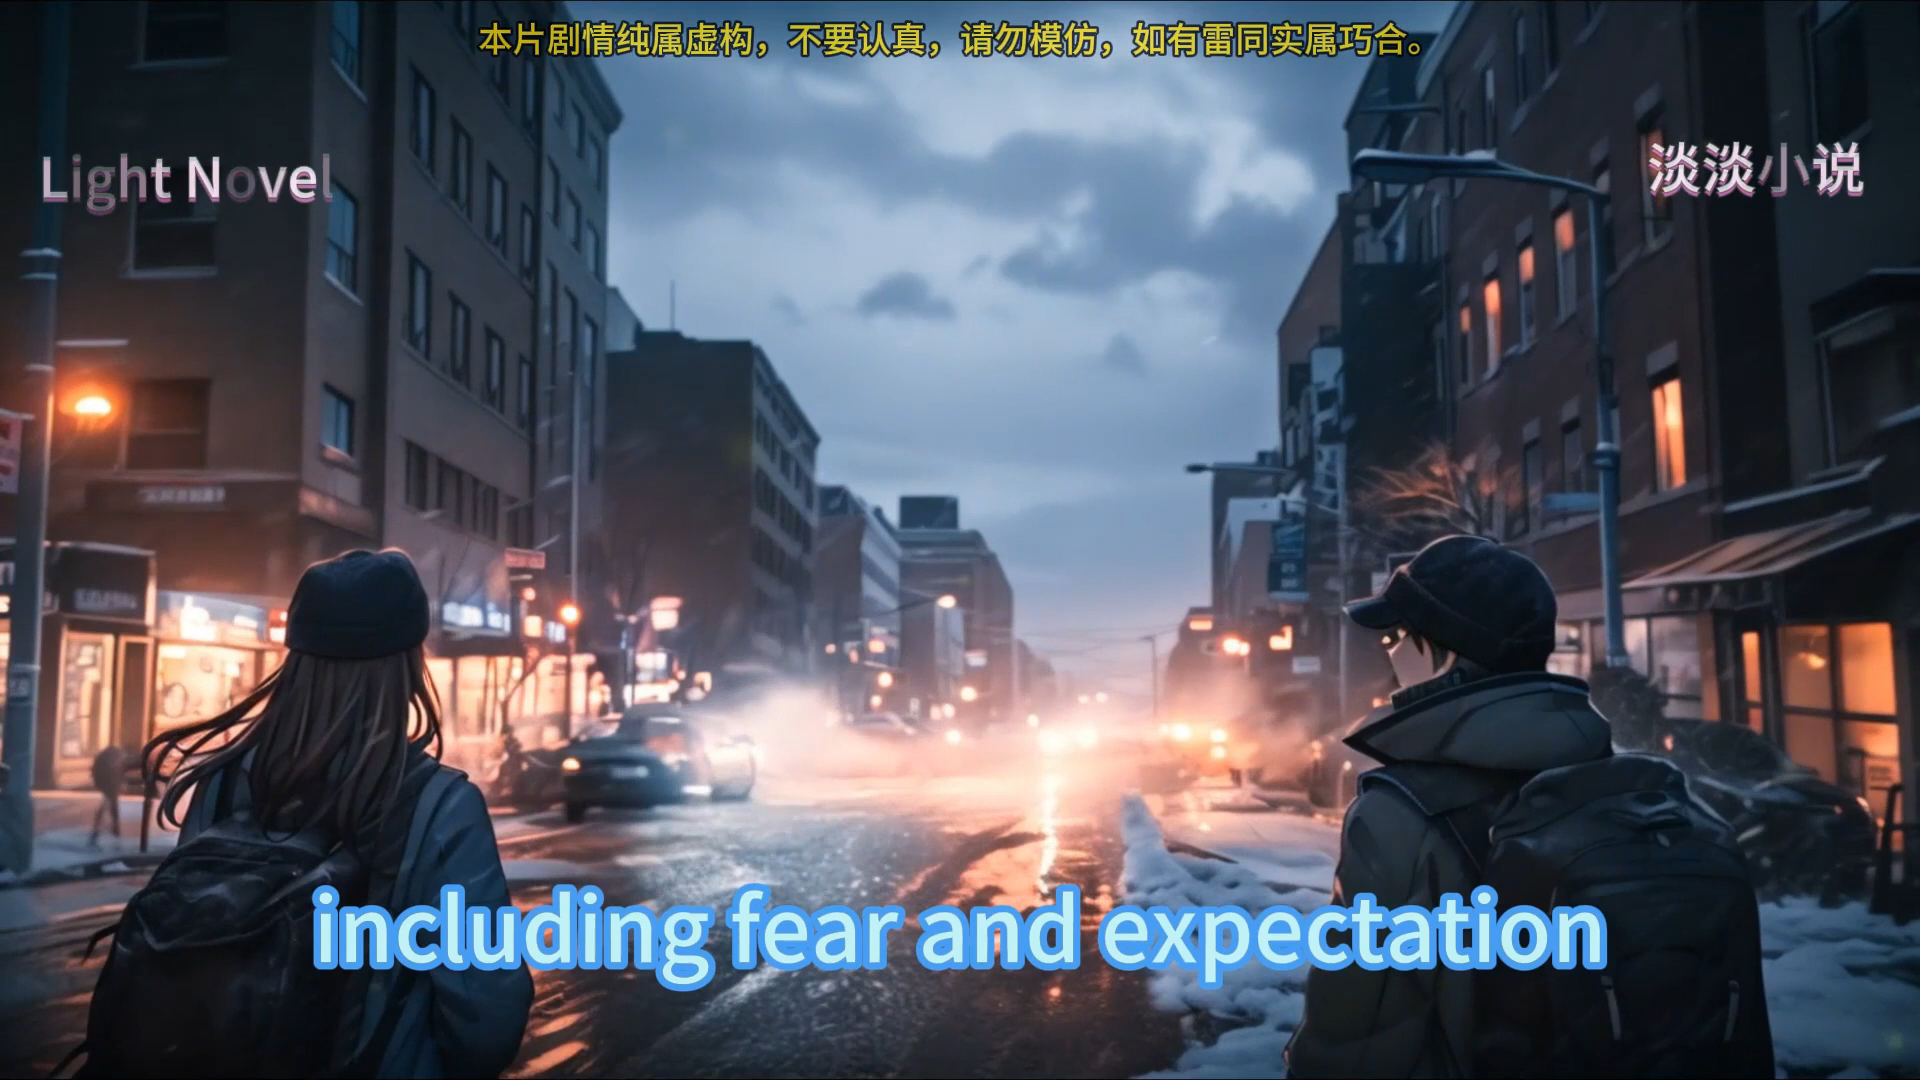 本片剧情纯属虚构，不要认真，请勿模仿，如有雷同实属巧合。
Light Novel
淡淡小说
including fear and expectation